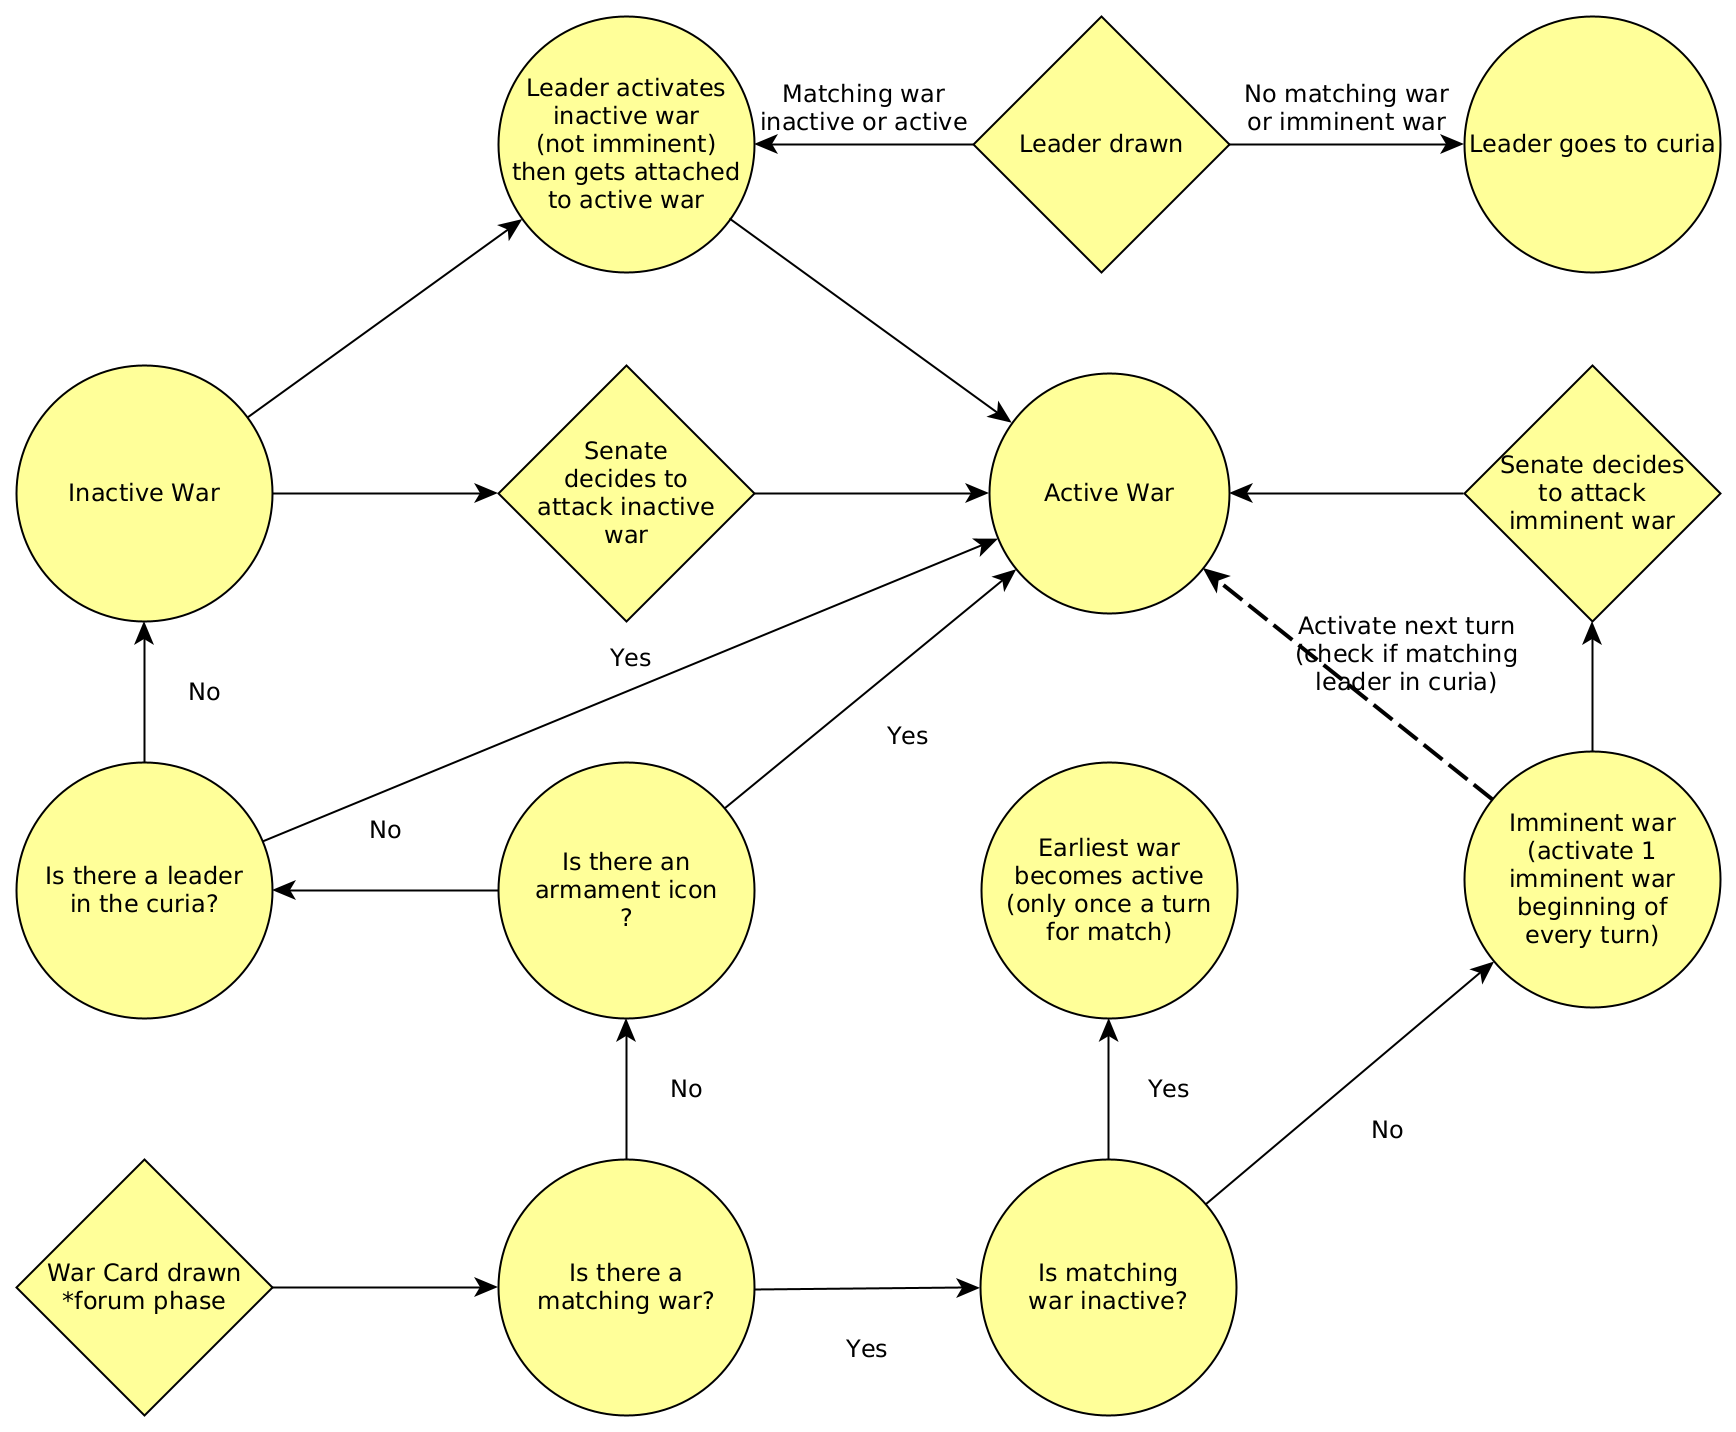 Leader activates
inactive war
(not imminent)
then gets attached
to active war
Matching war
inactive or active
Leader drawn
No matching war
or imminent war
Leader goes to curia
Inactive War
Senate
decides to
attack inactive
war
Active War
Senate decides
to attack
imminent war
Activate next turn
(check if matching
leader in curia)
No
Yes
Yes
No
Is there a leader
in the curia?
Is there an
armament icon
?
Earliest war
becomes active
(only once a turn
for match)
Imminent war
(activate 1
imminent war
beginning of
every turn)
No
Yes
No
War Card drawn
*forum phase
Is there a
matching war?
Yes
Is matching
war inactive?